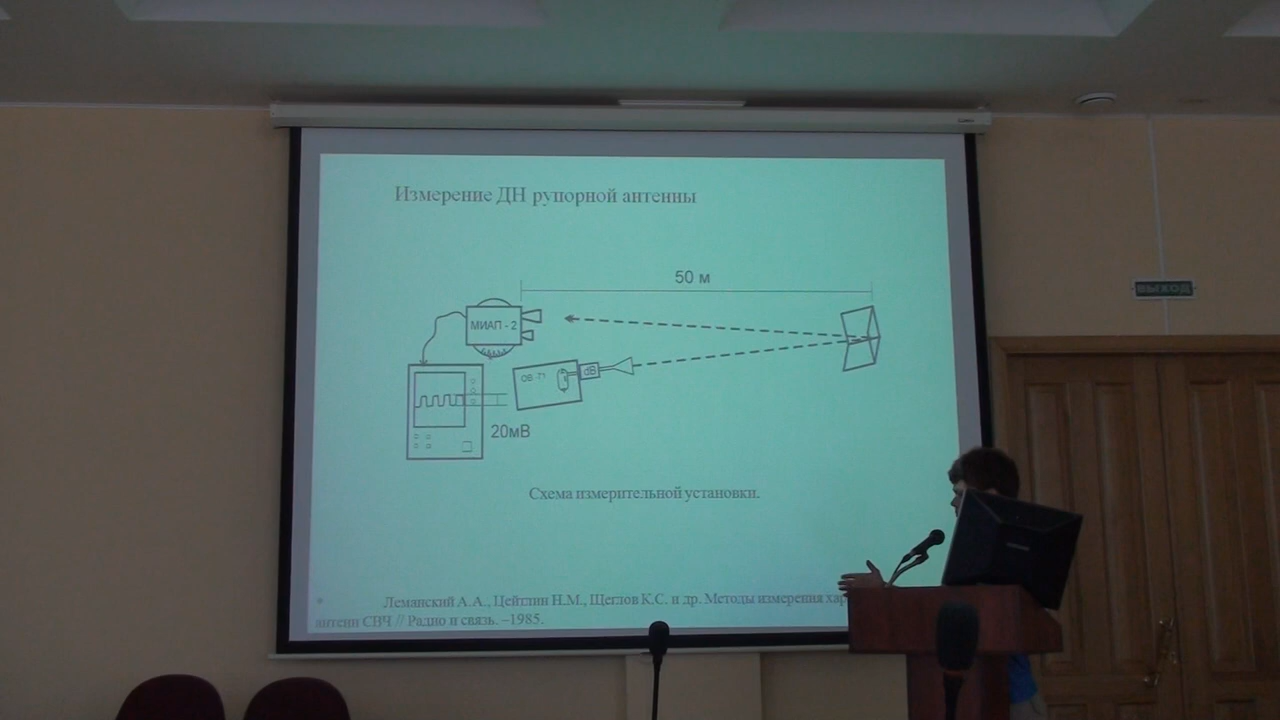 Измерение ДН рупорной антенны
50 м
МИАП - 2
dB
20мВ
Схема измерительной установки.
Леманский А.А., Цейтлин Н.М., Щеглов К.С. и др. Методы измерения
антенн СВЧ // Радио и связь. –1985.
ВЫХОД